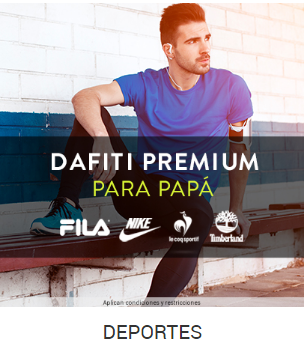 DAFITI PREMIUM
PARA PAPÁ
FILA NIKE le coq sportif Timberland
Aplican condiciones y restricciones
DEPORTES